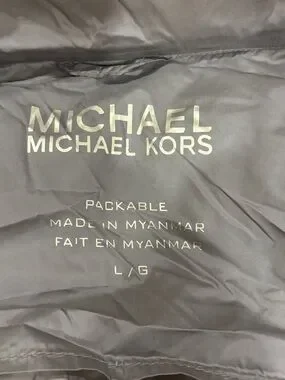 MICHAEL
MICHAEL KORS
PACKABLE
MADE IN MYANMAR
FAIT EN MYANMAR
L/G